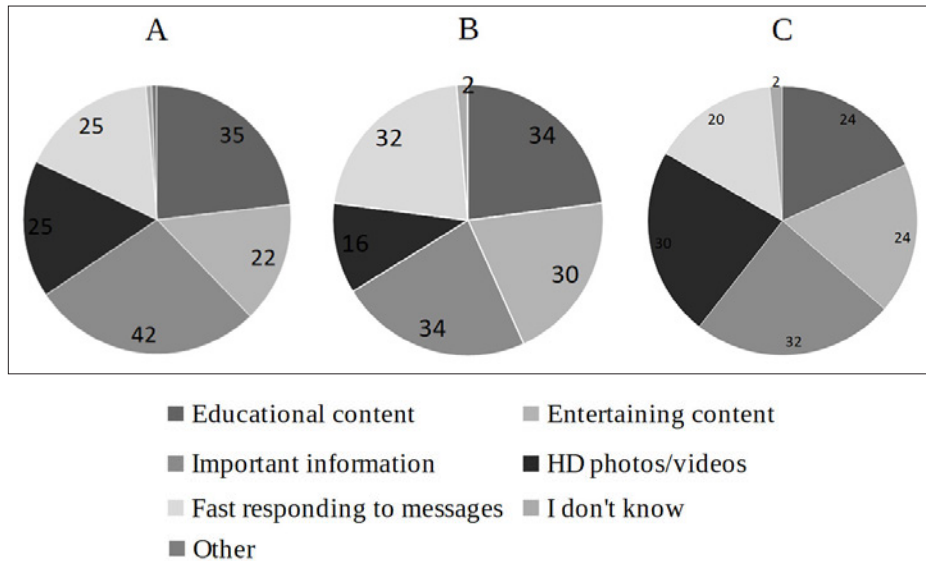 A B C
25 35 25 22 42
2 32 34 16 30 34
2 20 24 30 24 32
Educational content Entertaining content
Important information HD photos/videos
Fast responding to messages I don't know
Other